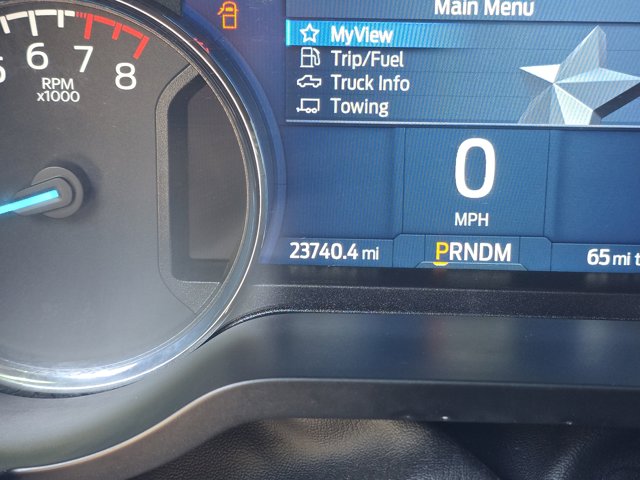 Main Menu
MyView
Trip/Fuel
Truck Info
Towing
6 7 8
RPM
x1000
0
MPH
23740.4 mi
PRNDM
65 mi t